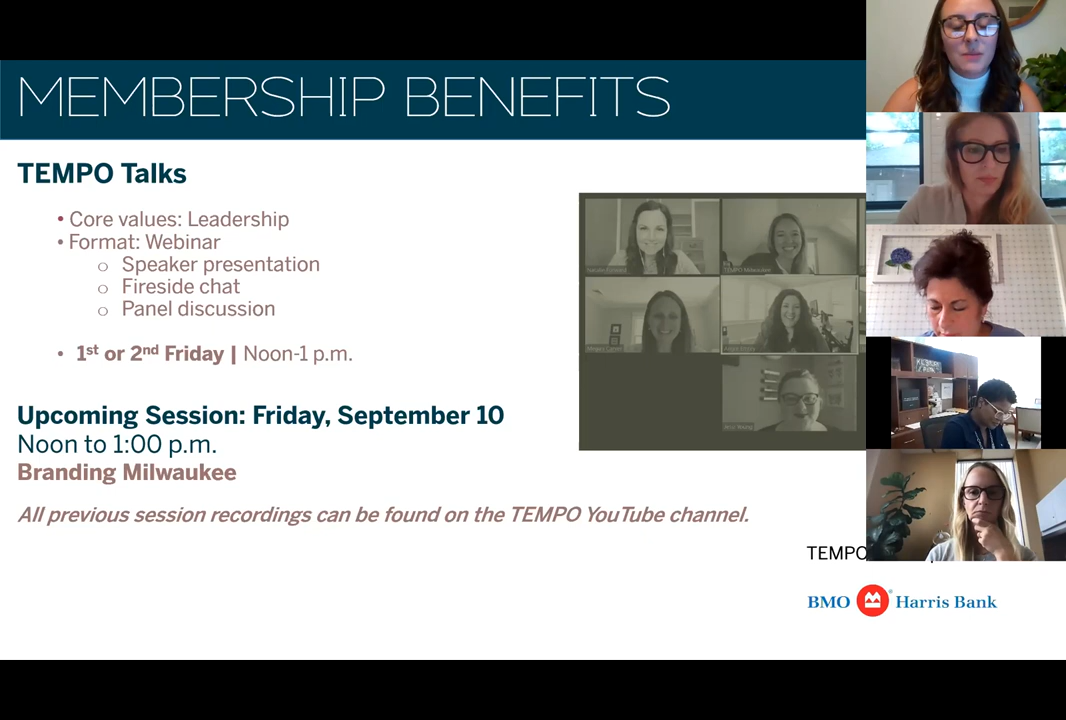 MEMBERSHIP BENEFITS
TEMPO Talks
• Core values: Leadership
• Format: Webinar
o Speaker presentation
o Fireside chat
o Panel discussion
• 1st or 2nd Friday | Noon-1 p.m.
Upcoming Session: Friday, September 10
Noon to 1:00 p.m.
Branding Milwaukee
All previous session recordings can be found on the TEMPO YouTube channel.
TEMPO Milwaukee
TEMPO
BMO Harris Bank